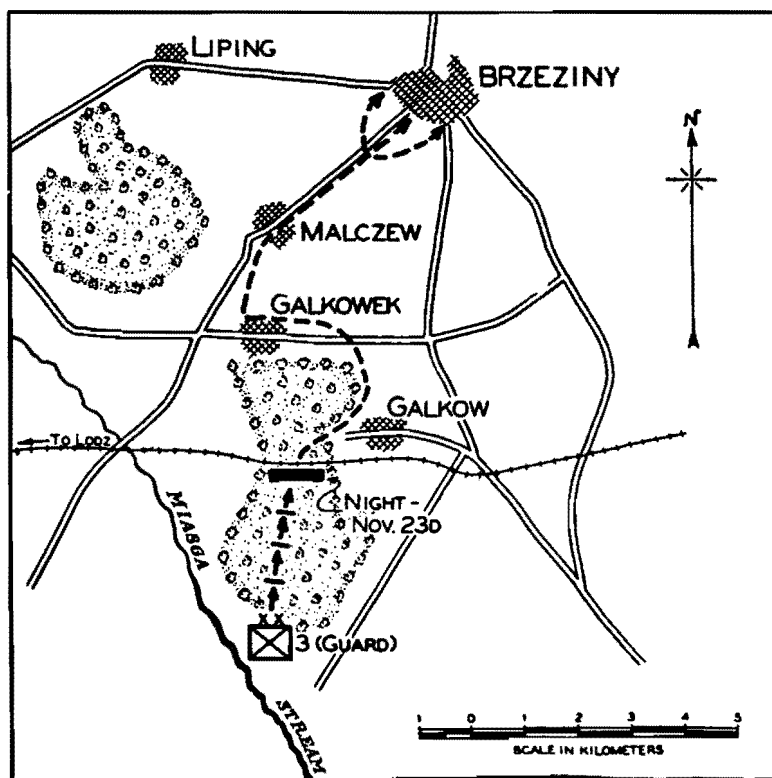 LIPING
BRZEZINY
N
MALCZEW
GALKOWEK
GALKOW
← TO LODZ
NIGHT -
NOV. 23D
MIASGA
STREAM
X X
3 (GUARD)
1 0 1 2 3 4 5
SCALE IN KILOMETERS